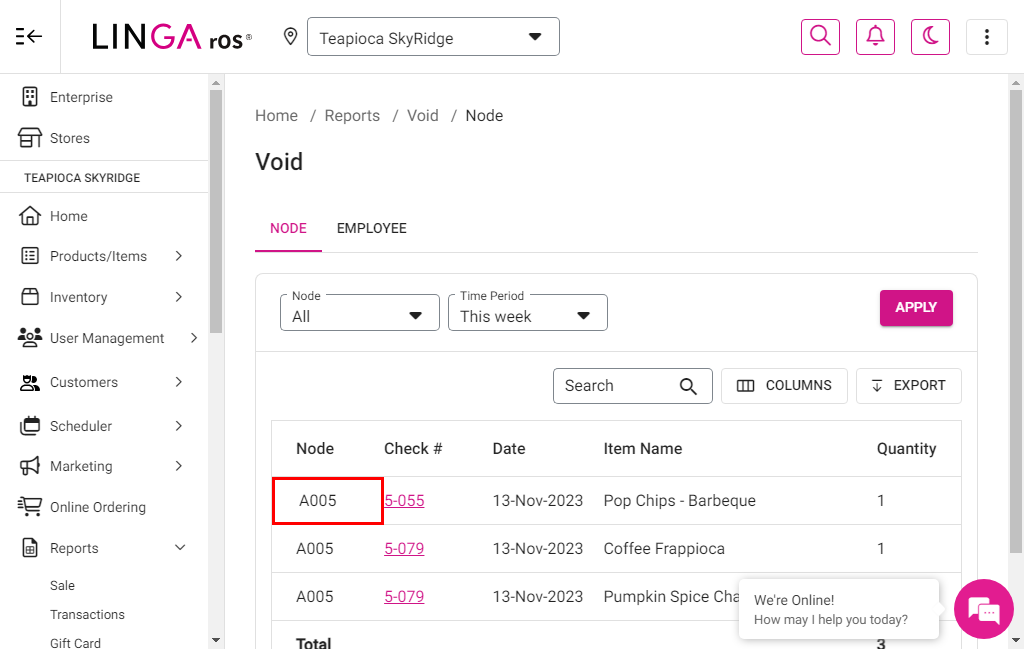 LINGA ros®
Teapioca SkyRidge
Enterprise
Stores
TEAPIOCA SKYRIDGE
Home
Products/Items
Inventory
User Management
Customers
Scheduler
Marketing
Online Ordering
Reports
Sale
Transactions
Gift Card
Home / Reports / Void / Node
Void
NODE EMPLOYEE
Node
All
Time Period
This week
APPLY
Search COLUMNS EXPORT
Node Check # Date Item Name Quantity
A005 5-055 13-Nov-2023 Pop Chips - Barbeque 1
A005 5-079 13-Nov-2023 Coffee Frappioca 1
A005 5-079 13-Nov-2023 Pumpkin Spice Cha
Total 3
We're Online!
How may I help you today?